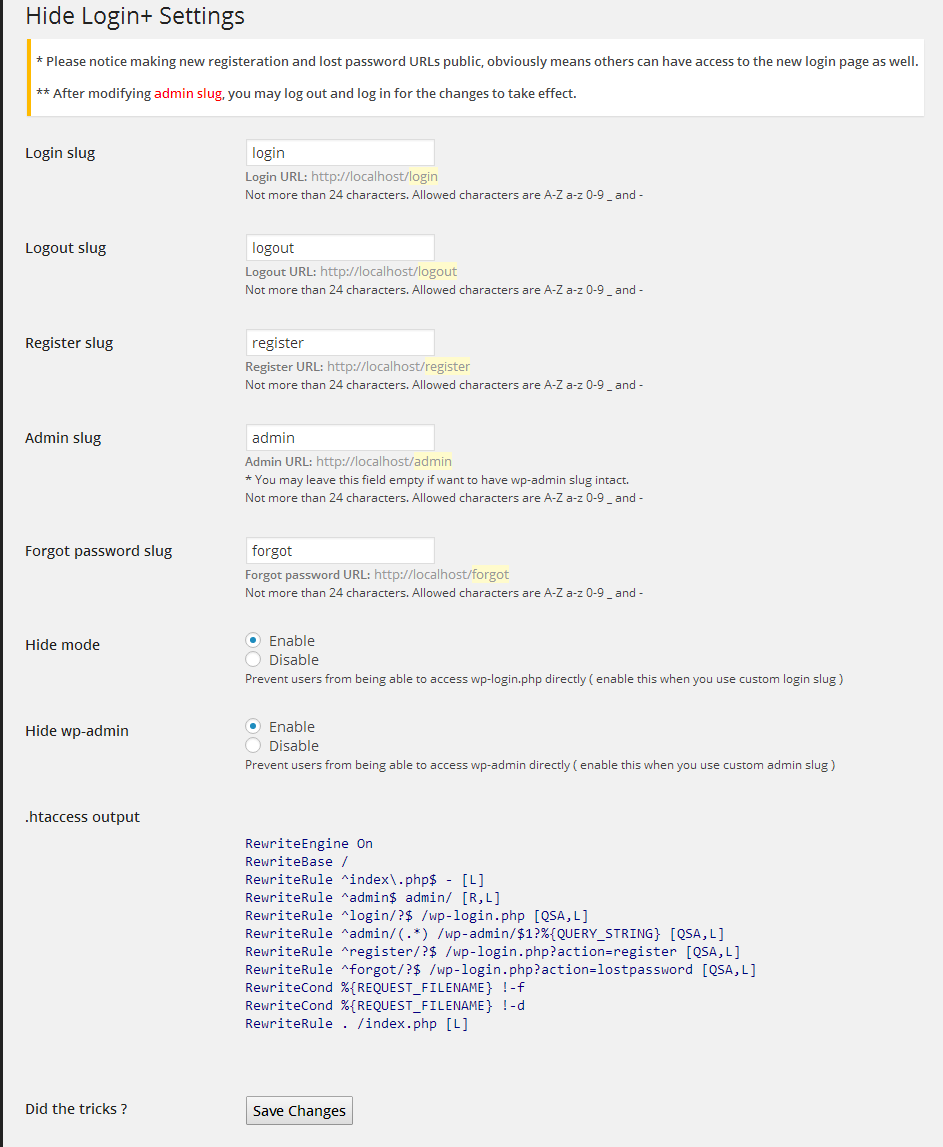 Hide Login+ Settings
* Please notice making new registeration and lost password URLs public, obviously means others can have access to the new login page as well.
** After modifying admin slug, you may log out and log in for the changes to take effect.
Login slug
login
Login URL: http://localhost/login
Not more than 24 characters. Allowed characters are A-Z a-z 0-9 _ and -
Logout slug
logout
Logout URL: http://localhost/logout
Not more than 24 characters. Allowed characters are A-Z a-z 0-9 _ and -
Register slug
register
Register URL: http://localhost/register
Not more than 24 characters. Allowed characters are A-Z a-z 0-9 _ and -
Admin slug
admin
Admin URL: http://localhost/admin
* You may leave this field empty if want to have wp-admin slug intact.
Not more than 24 characters. Allowed characters are A-Z a-z 0-9 _ and -
Forgot password slug
forgot
Forgot password URL: http://localhost/forgot
Not more than 24 characters. Allowed characters are A-Z a-z 0-9 _ and -
Hide mode
Enable
Disable
Prevent users from being able to access wp-login.php directly ( enable this when you use custom login slug )
Hide wp-admin
Enable
Disable
Prevent users from being able to access wp-admin directly ( enable this when you use custom admin slug )
.htaccess output
RewriteEngine On
RewriteBase /
RewriteRule ^index\.php$ - [L]
RewriteRule ^admin$ admin/ [R,L]
RewriteRule ^login/?$ /wp-login.php [QSA,L]
RewriteRule ^admin/(.*) /wp-admin/$1?%{QUERY_STRING} [QSA,L]
RewriteRule ^register/?$ /wp-login.php?action=register [QSA,L]
RewriteRule ^forgot/?$ /wp-login.php?action=lostpassword [QSA,L]
RewriteCond %{REQUEST_FILENAME} !-f
RewriteCond %{REQUEST_FILENAME} !-d
RewriteRule . /index.php [L]
Did the tricks ?
Save Changes